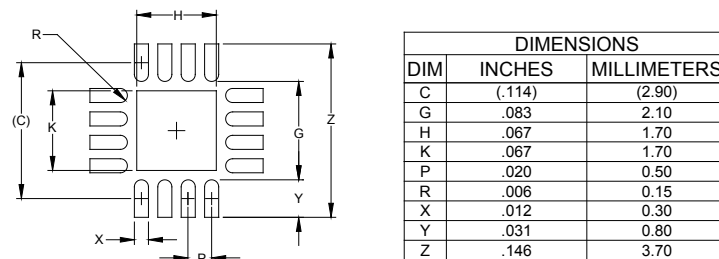 H
R
(C)
K
G
Z
Y
X
P
DIMENSIONS
DIM INCHES MILLIMETERS
C (.114) (2.90)
G .083 2.10
H .067 1.70
K .067 1.70
P .020 0.50
R .006 0.15
X .012 0.30
Y .031 0.80
Z .146 3.70